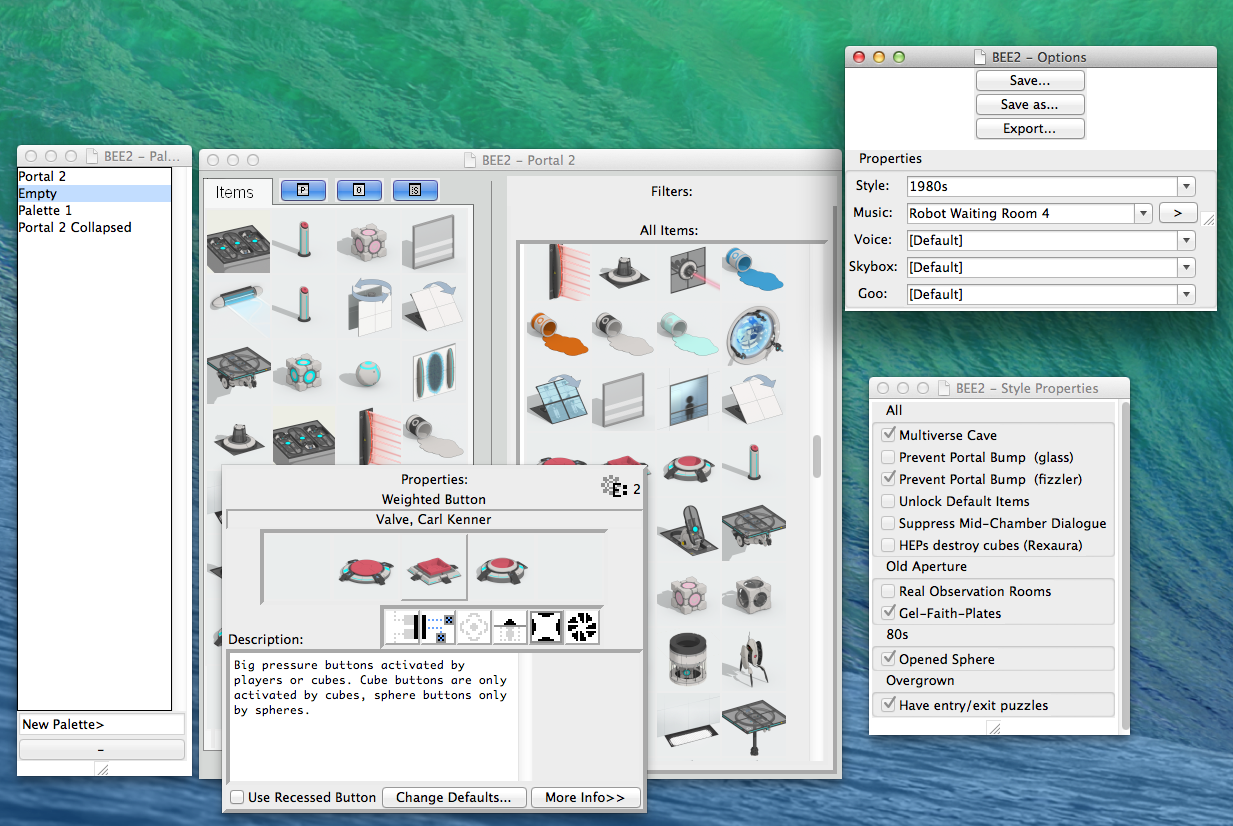 BEE2 - Pal...
Portal 2
Empty
Palette 1
Portal 2 Collapsed
New Palette>
-
BEE2 - Portal 2
Items
P
O
S
Filters:
All Items:
Properties:
E: 2
Weighted Button
Valve, Carl Kenner
Description:
Big pressure buttons activated by
players or cubes. Cube buttons are only
activated by cubes, sphere buttons only
by spheres.
Use Recessed Button
Change Defaults...
More Info>>
BEE2 - Options
Save...
Save as...
Export...
Properties
Style: 1980s
Music: Robot Waiting Room 4 >
Voice: [Default]
Skybox: [Default]
Goo: [Default]
BEE2 - Style Properties
All
Multiverse Cave
Prevent Portal Bump (glass)
Prevent Portal Bump (fizzler)
Unlock Default Items
Suppress Mid-Chamber Dialogue
HEPs destroy cubes (Rexaura)
Old Aperture
Real Observation Rooms
Gel-Faith-Plates
80s
Opened Sphere
Overgrown
Have entry/exit puzzles